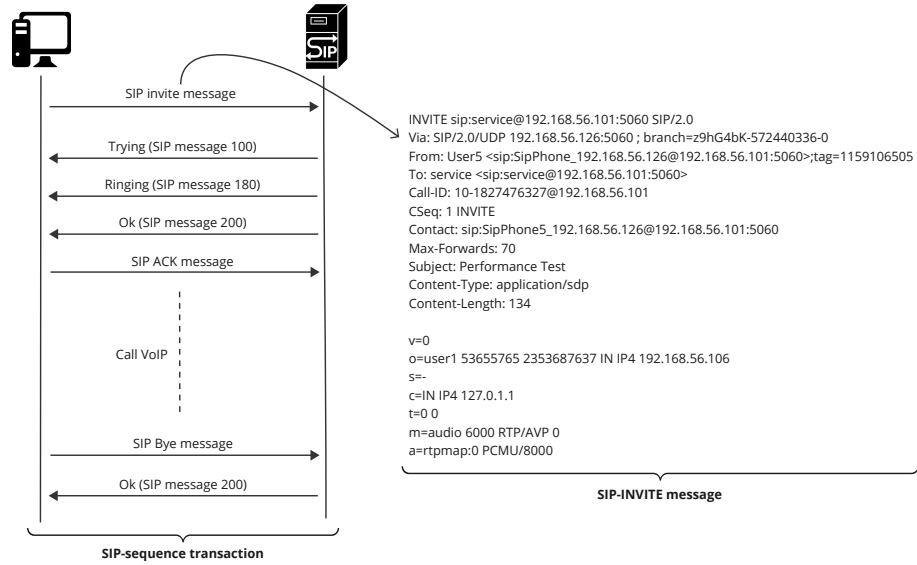 SIP
SIP invite message
Trying (SIP message 100)
Ringing (SIP message 180)
Ok (SIP message 200)
SIP ACK message
Call VoIP
SIP Bye message
Ok (SIP message 200)
SIP-sequence transaction
INVITE sip:service@192.168.56.101:5060 SIP/2.0
Via: SIP/2.0/UDP 192.168.56.126:5060 ; branch=z9hG4bK-572440336-0
From: User5 <sip:SipPhone_192.168.56.126@192.168.56.101:5060>;tag=1159106505
To: service <sip:service@192.168.56.101:5060>
Call-ID: 10-1827476327@192.168.56.101
CSeq: 1 INVITE
Contact: sip:SipPhone5_192.168.56.126@192.168.56.101:5060
Max-Forwards: 70
Subject: Performance Test
Content-Type: application/sdp
Content-Length: 134
v=0
o=user1 53655765 2353687637 IN IP4 192.168.56.106
s=-
c=IN IP4 127.0.1.1
t=0 0
m=audio 6000 RTP/AVP 0
a=rtpmap:0 PCMU/8000
SIP-INVITE message